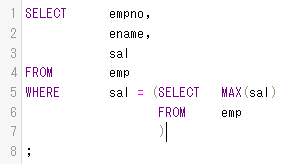 1 SELECT empno,
2 ename,
3 sal
4 FROM emp
5 WHERE sal = (SELECT MAX(sal)
6 FROM emp
7 )
8 ;